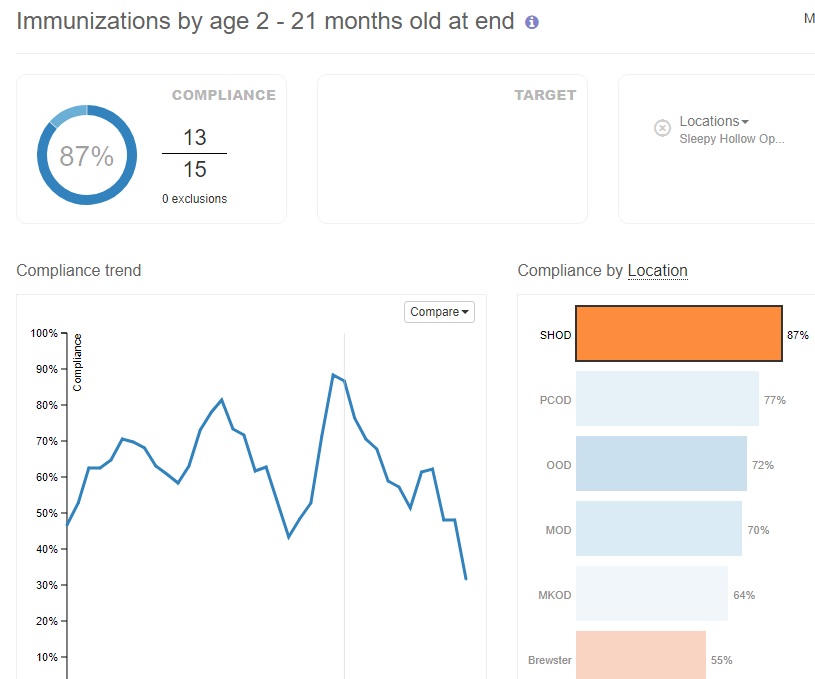 Immunizations by age 2 - 21 months old at end
M
COMPLIANCE
87%
13
15
0 exclusions
TARGET
Locations
Sleepy Hollow Op...
Compliance trend
Compare
100%
90%
80%
70%
60%
50%
40%
30%
20%
10%
Compliance
Compliance by Location
SHOD 87%
PCOD 77%
OOD 72%
MOD 70%
MKOD 64%
Brewster 55%